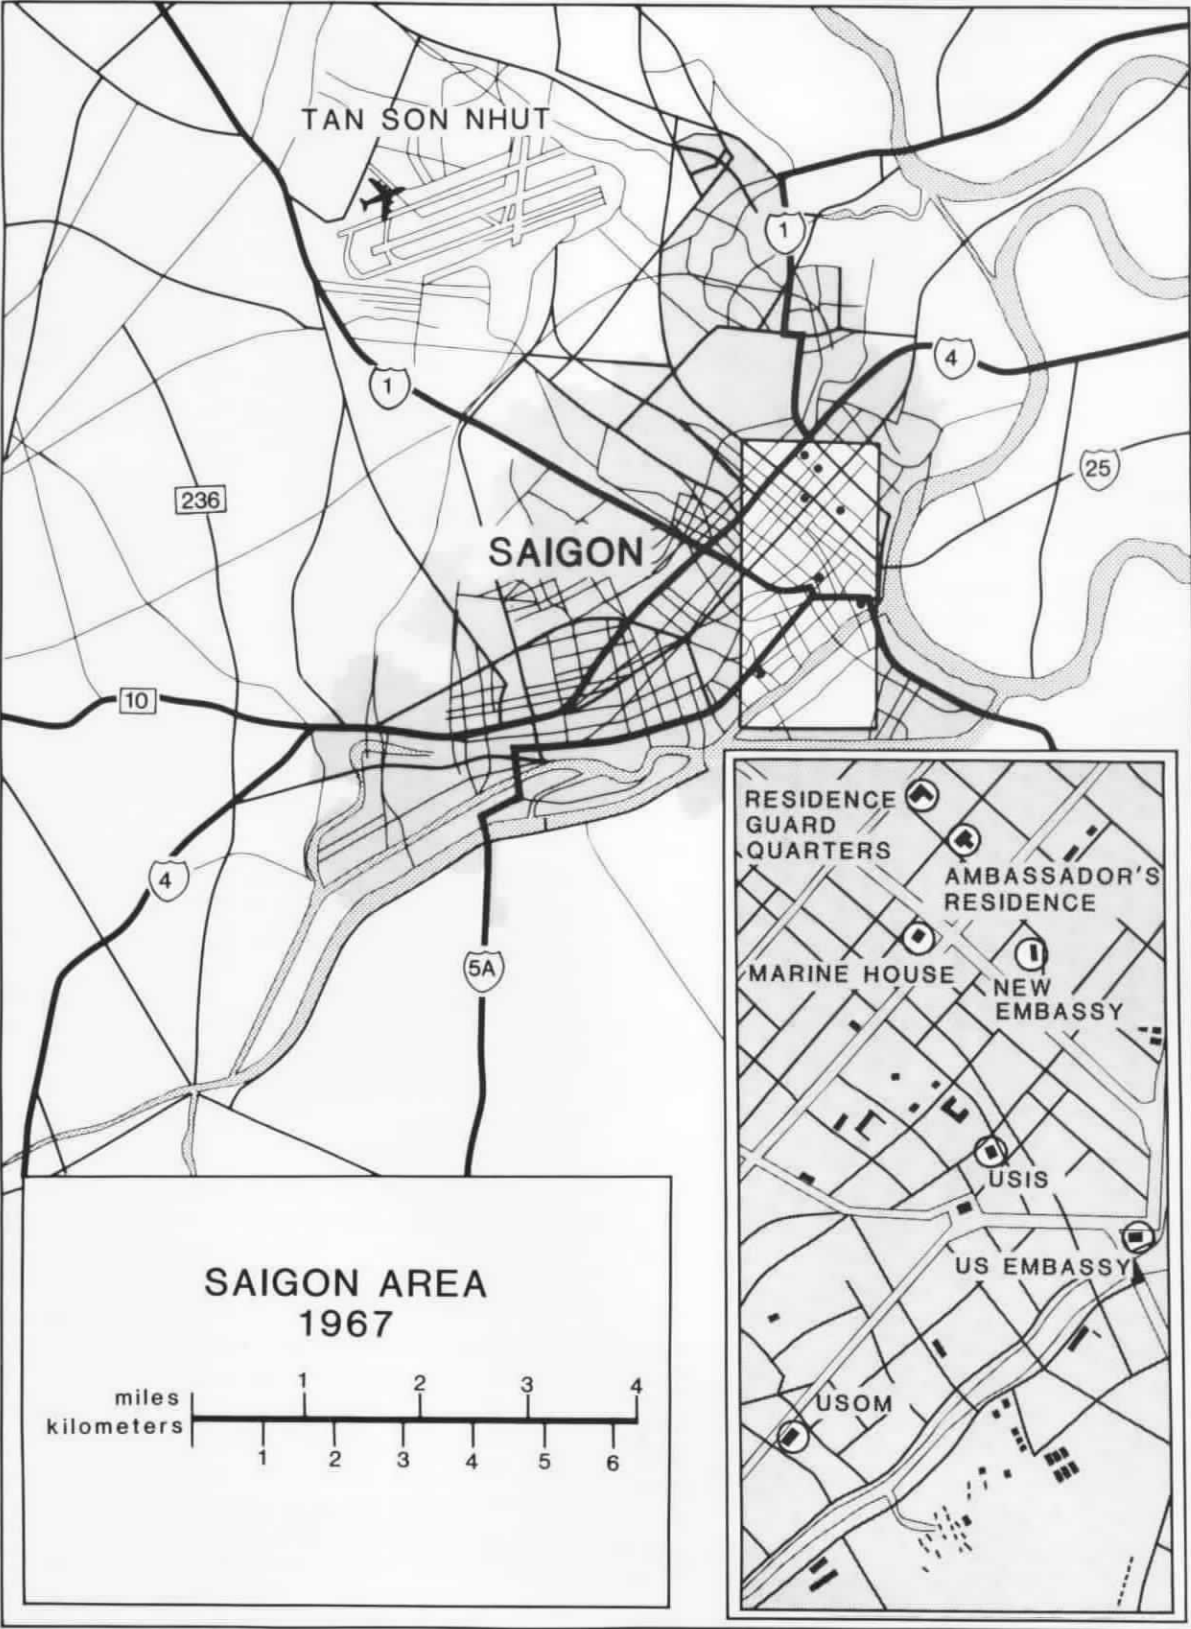 TAN SON NHUT
1
4
1
25
236
SAIGON
10
4
5A
RESIDENCE
GUARD
QUARTERS
AMBASSADOR'S
RESIDENCE
MARINE HOUSE
NEW
EMBASSY
USIS
US EMBASSY
USOM
SAIGON AREA
1967
miles
1 2 3 4
kilometers
1 2 3 4 5 6